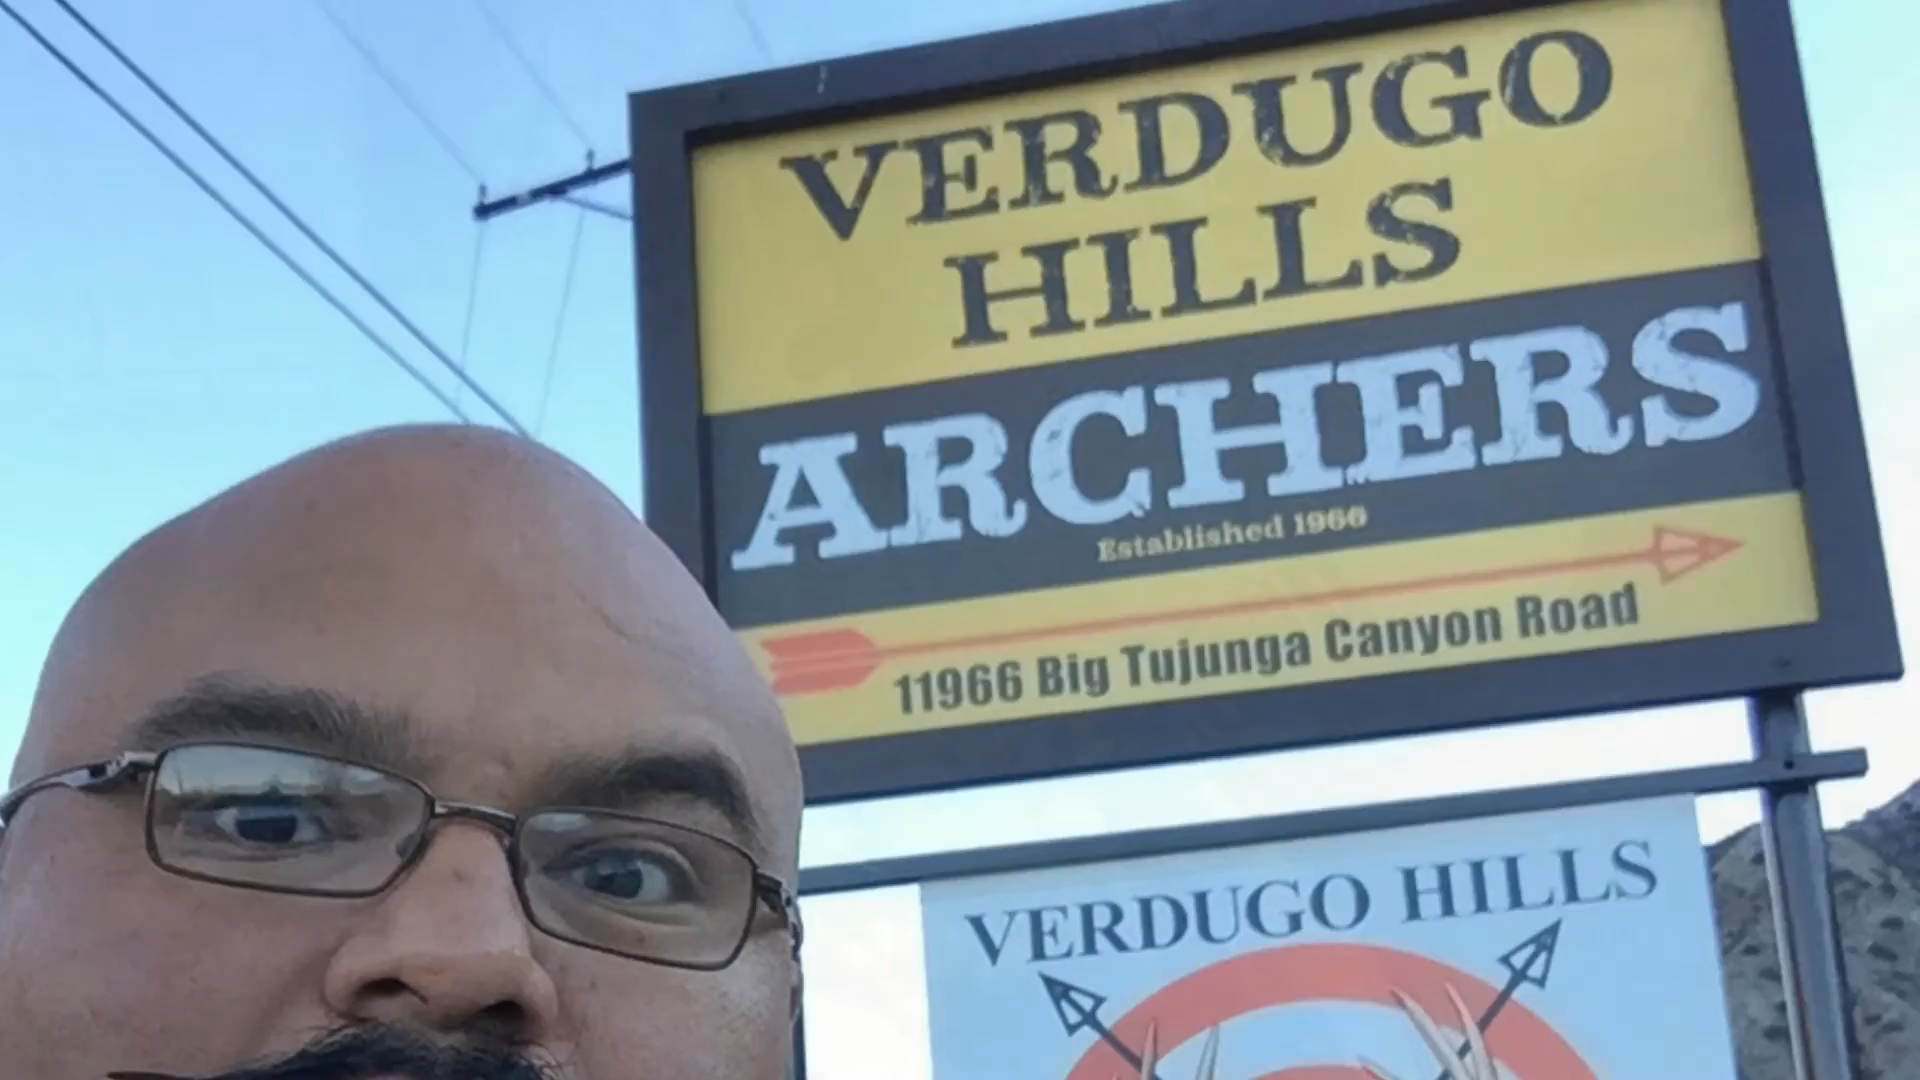 VERDUGO
HILLS
ARCHERS
Established 1966
11966 Big Tujunga Canyon Road
VERDUGO HILLS